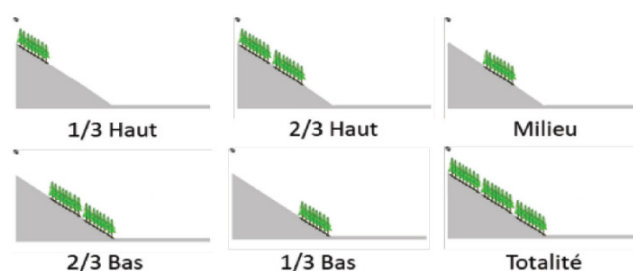 1/3 Haut
2/3 Haut
Milieu
2/3 Bas
1/3 Bas
Totalité